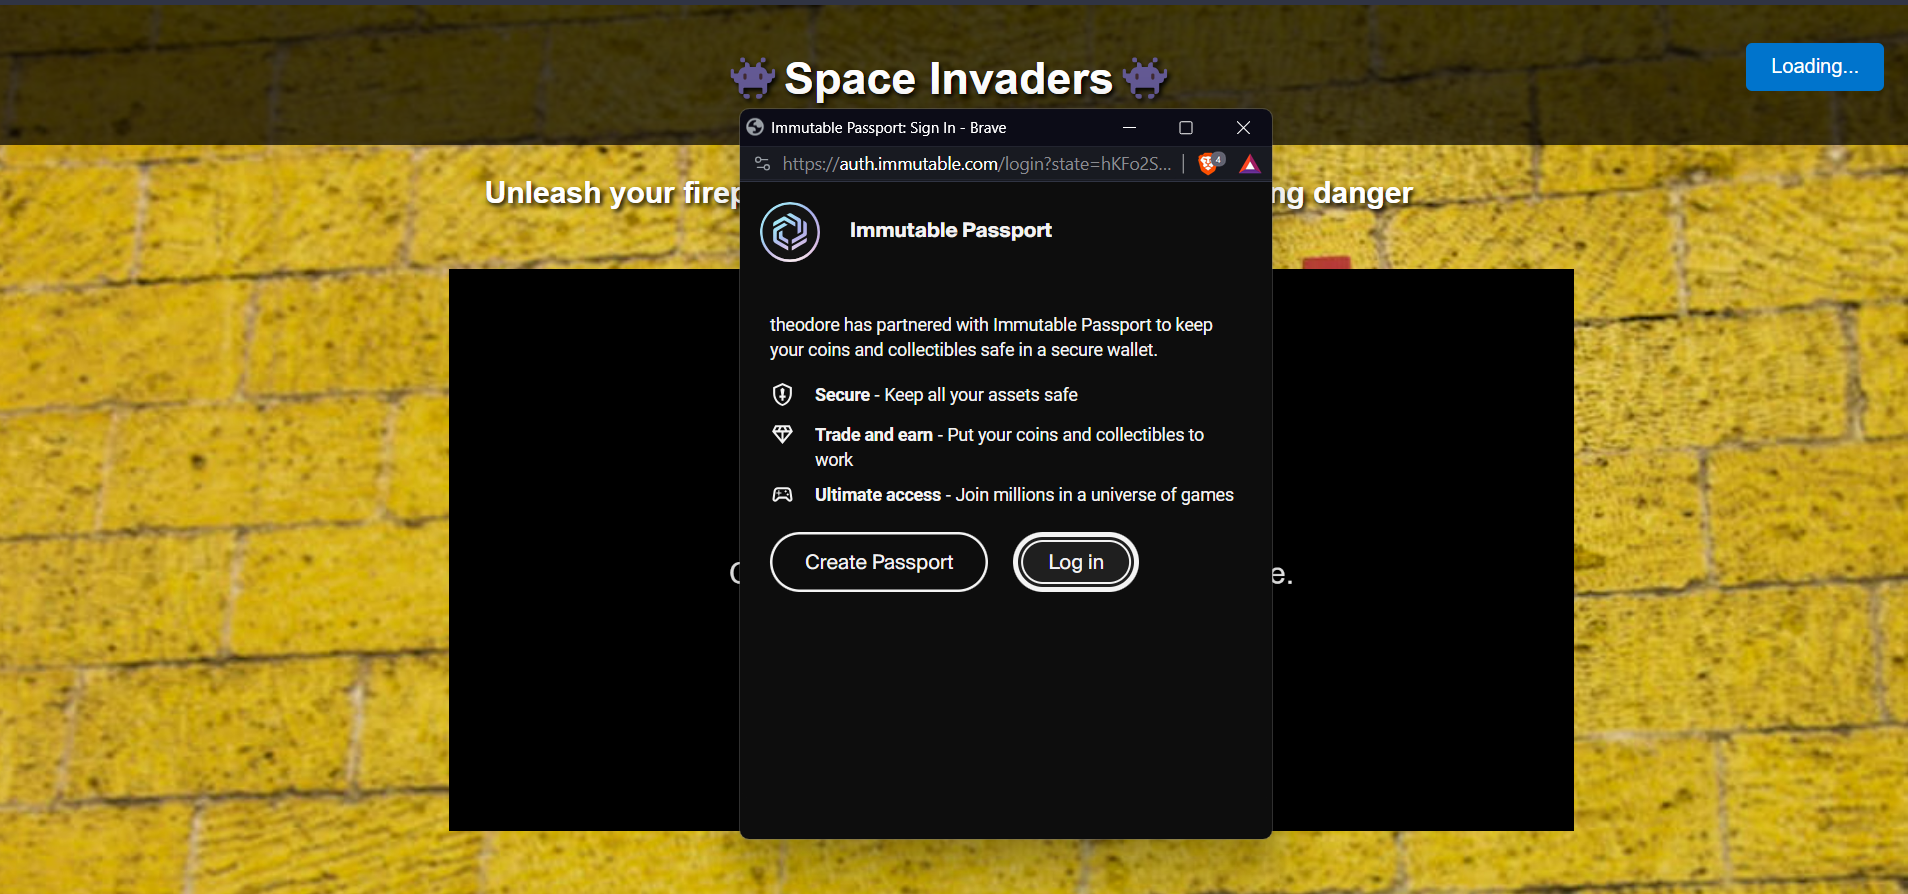 Space Invaders
Loading...
Immutable Passport: Sign In - Brave
https://auth.immutable.com/login?state=hKFo2S...
4
Unleash your
ng danger
Immutable Passport
theodore has partnered with Immutable Passport to keep
your coins and collectibles safe in a secure wallet.
Secure - Keep all your assets safe
Trade and earn - Put your coins and collectibles to
work
Ultimate access - Join millions in a universe of games
Create Passport
Log in
e.